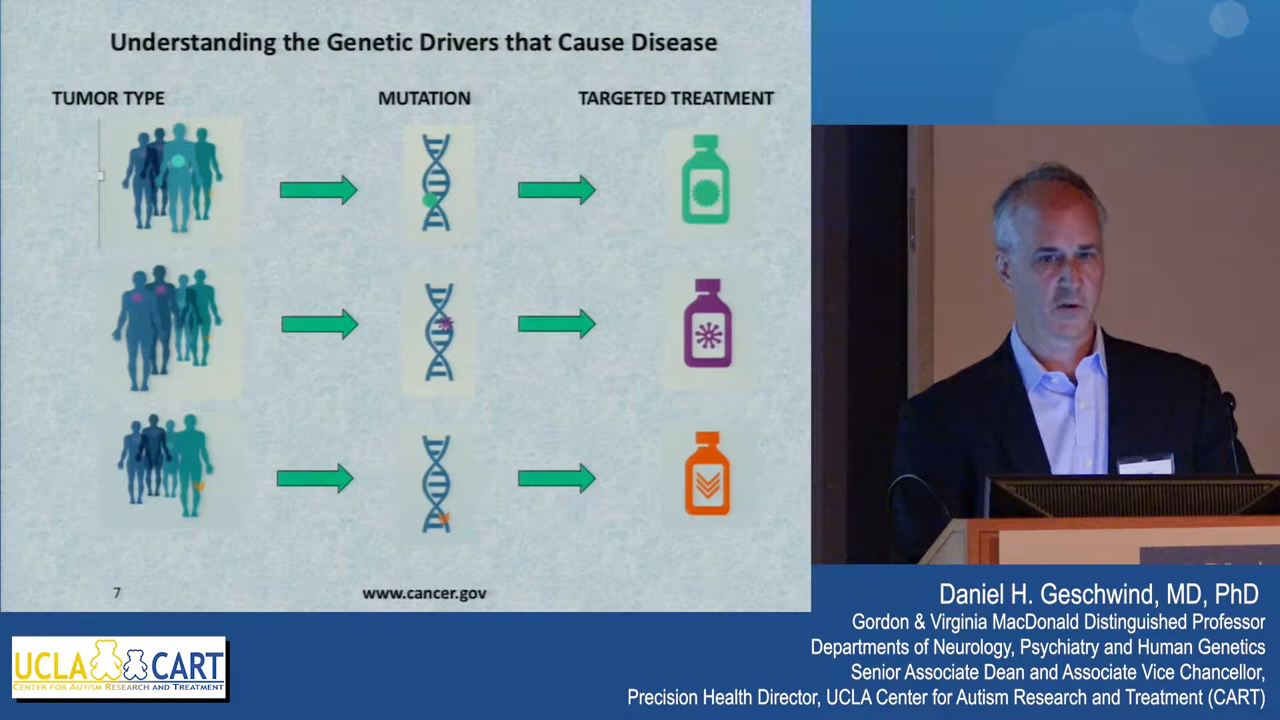 Understanding the Genetic Drivers that Cause Disease
TUMOR TYPE MUTATION TARGETED TREATMENT
7 www.cancer.gov
Daniel H. Geschwind, MD, PhD
Gordon & Virginia MacDonald Distinguished Professor
Departments of Neurology, Psychiatry and Human Genetics
Senior Associate Dean and Associate Vice Chancellor,
Precision Health Director, UCLA Center for Autism Research and Treatment (CART)
UCLA CART
CENTER FOR AUTISM RESEARCH AND TREATMENT